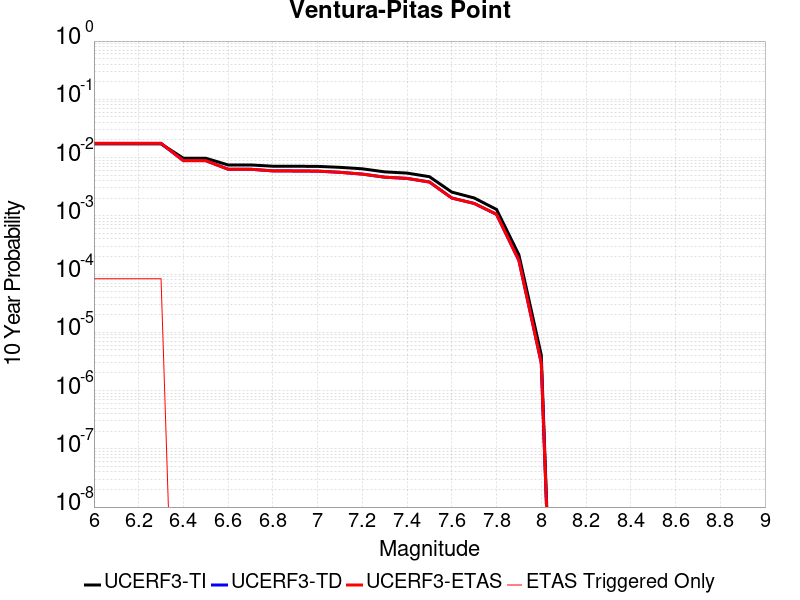 Ventura-Pitas Point
10 Year Probability
10^0
10^-1
10^-2
10^-3
10^-4
10^-5
10^-6
10^-7
10^-8
6 6.2 6.4 6.6 6.8 7 7.2 7.4 7.6 7.8 8 8.2 8.4 8.6 8.8 9
Magnitude
UCERF3-TI UCERF3-TD UCERF3-ETAS ETAS Triggered Only